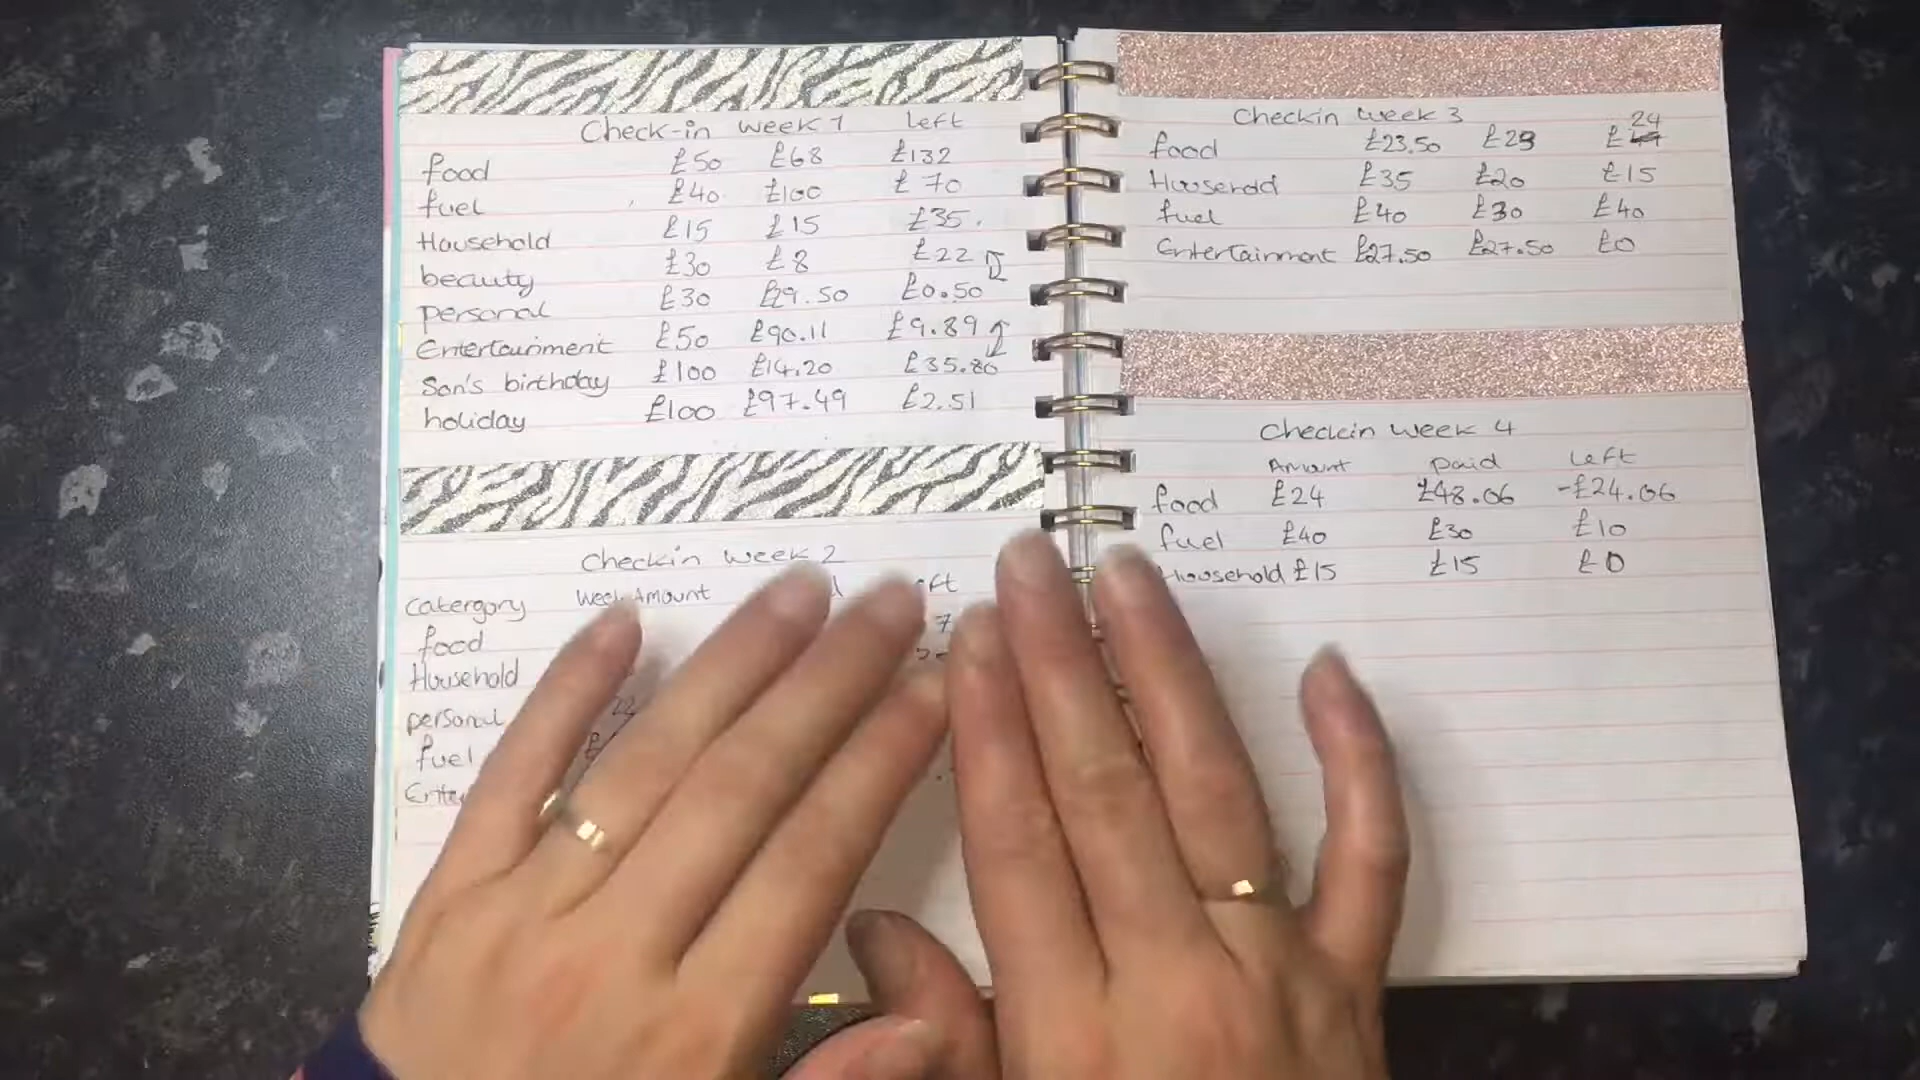 Check-in week 1 left
food £50 £68 £132
fuel £40 £100 £70
Household £15 £15 £35.
beauty £30 £8 £22
personal £30 £29.50 £0.50
Entertainment £50 £90.11 £9.89
Son's birthday £100 £14.20 £35.80
holiday £100 £97.49 £2.51
Checkin week 2
Catergory Week Amount
food
Household
personal
fuel
Checkin week 3
24
food £23.50 £
Household £35 £20 £15
fuel £40 £30 £40
Entertainment £27.50 £27.50 £0
Checkin week 4
Amount paid Left
food £24 £48.06 -£24.06
fuel £40 £30 £10
Household £15 £15 £0